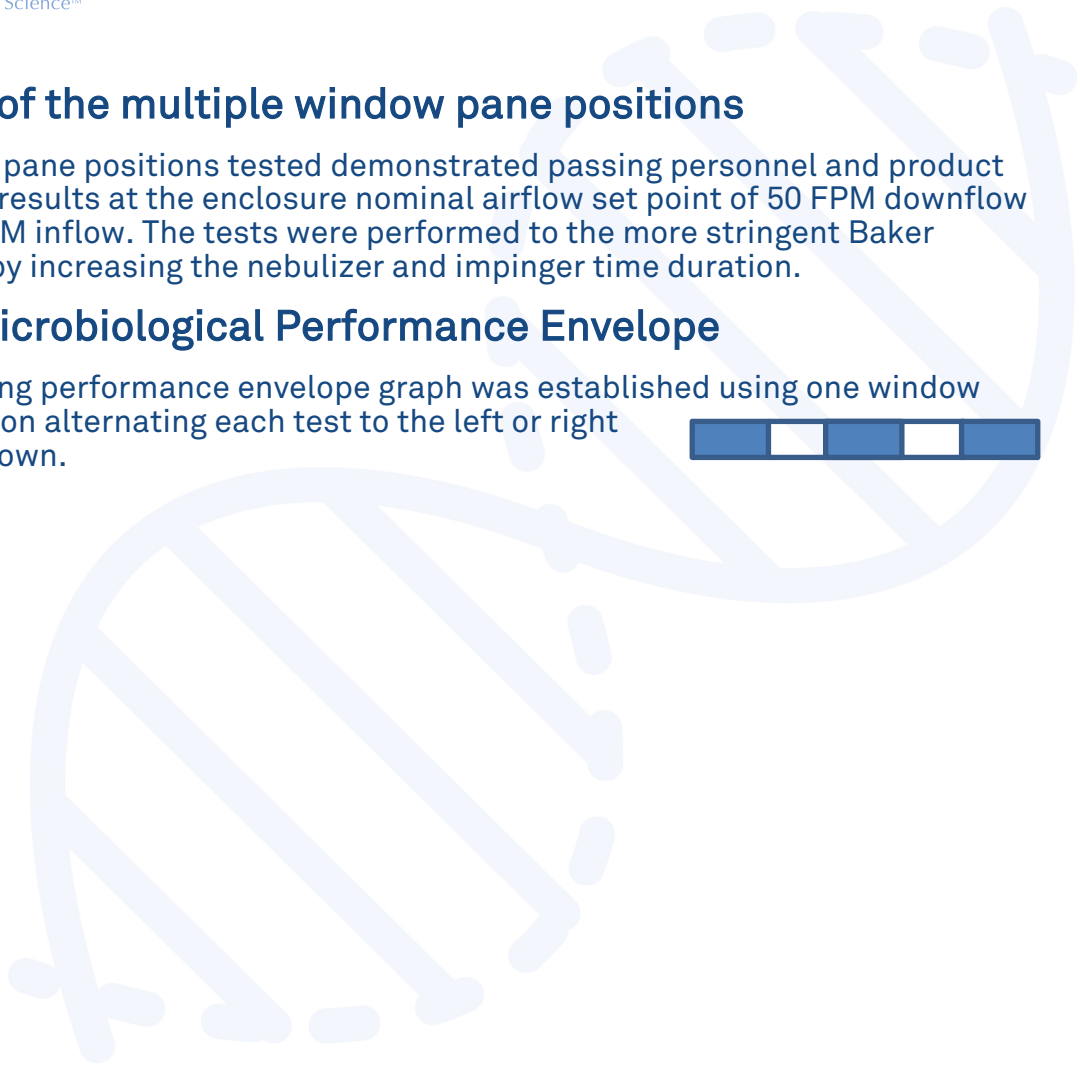 Science™
of the multiple window pane positions
pane positions tested demonstrated passing personnel and product
results at the enclosure nominal airflow set point of 50 FPM downflow
M inflow. The tests were performed to the more stringent Baker
by increasing the nebulizer and impinger time duration.
icrobiological Performance Envelope
ng performance envelope graph was established using one window
on alternating each test to the left or right
own.